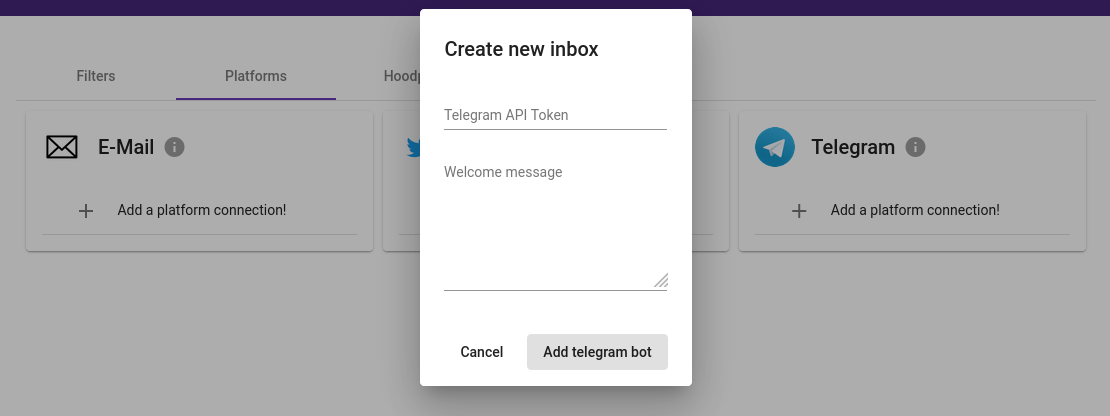 Create new inbox
Filters
Platforms
Telegram API Token
E-Mail
Telegram
Welcome message
Add a platform connection!
Add a platform connection!
Cancel
Add telegram bot